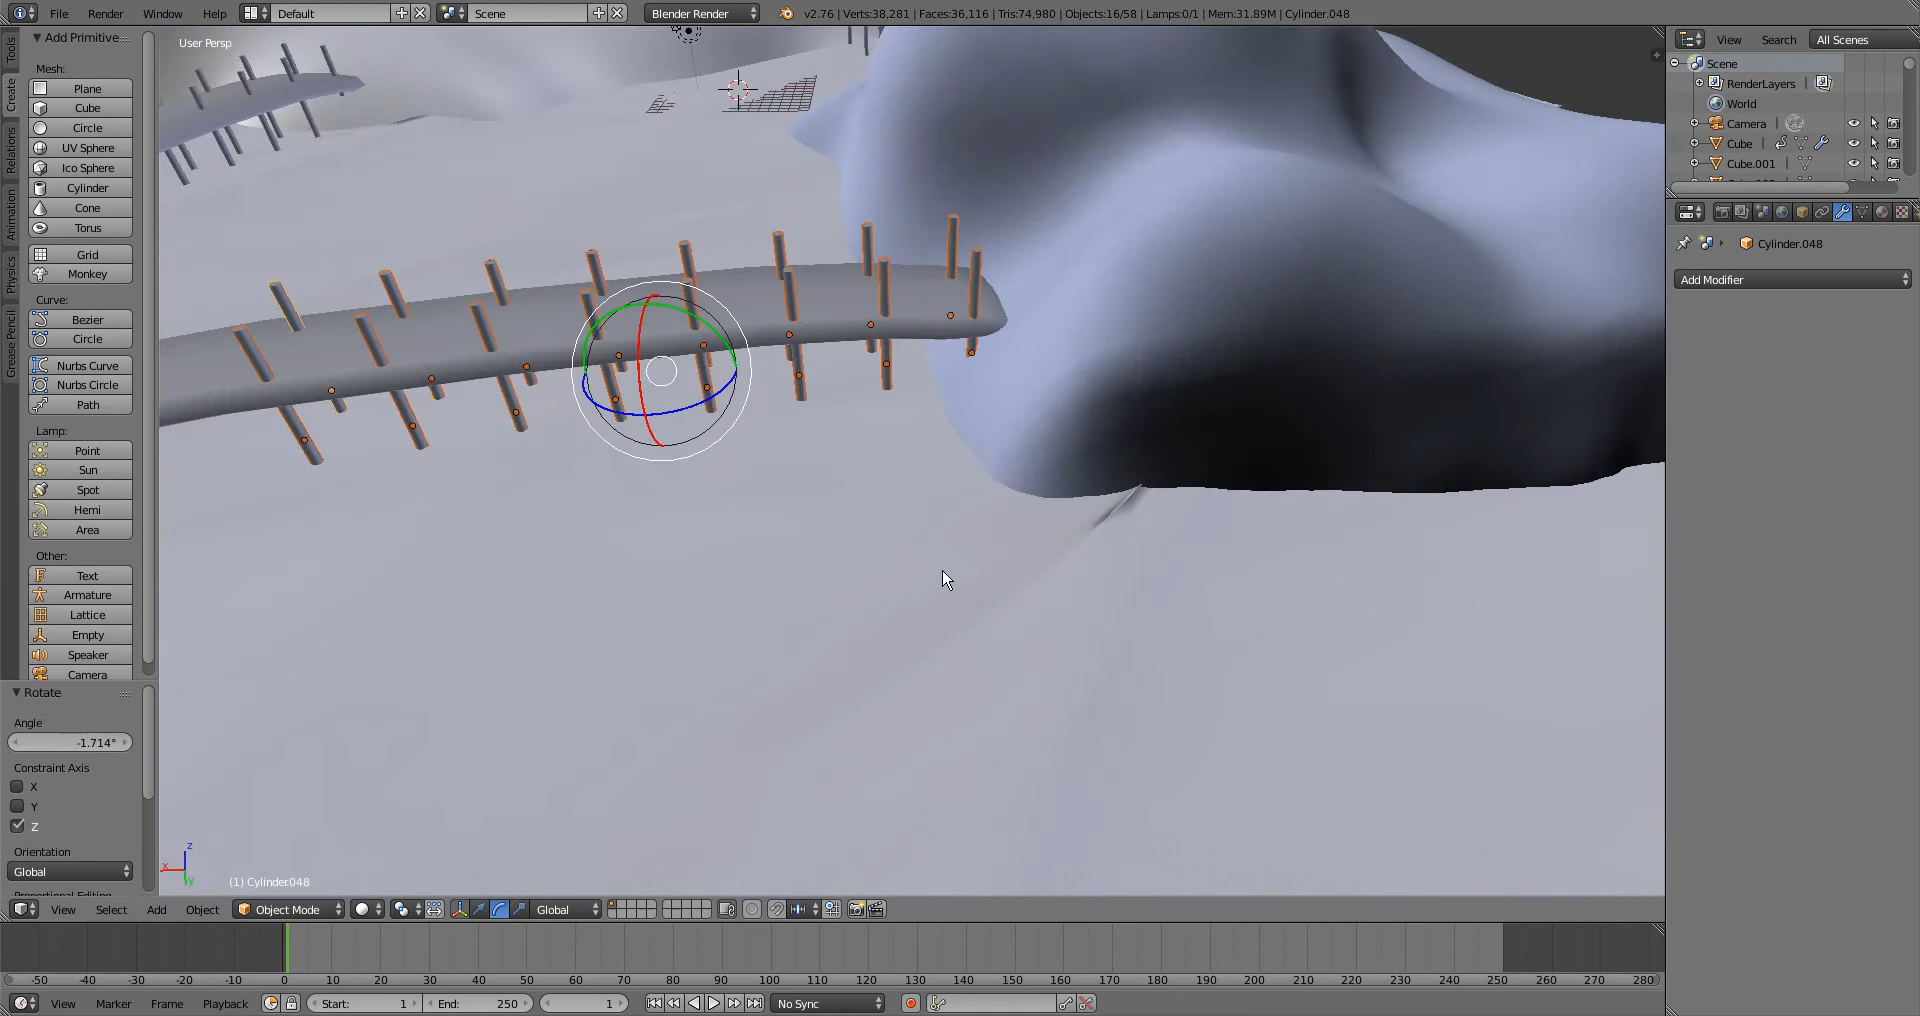 File Render Window Help Default Scene Blender Render v2.76 | Verts:38,281 | Faces:36,116 | Tris:74,980 | Objects:16/58 | Lamps:0/1 | Mem:31.89M | Cylinder.048
Tools
Create
Relations
Animation
Physics
Grease Pencil
Add Primitive
Mesh:
Plane
Cube
Circle
UV Sphere
Ico Sphere
Cylinder
Cone
Torus
Grid
Monkey
Curve:
Bezier
Circle
Nurbs Curve
Nurbs Circle
Path
Lamp:
Point
Sun
Spot
Hemi
Area
Other:
Text
Armature
Lattice
Empty
Speaker
Camera
Rotate
Angle
-1.714°
Constraint Axis
X
Y
Z
Orientation
Global
User Persp
z
x
y
(1) Cylinder.048
View Search All Scenes
Scene
RenderLayers |
World
Camera |
Cube |
Cube.001 |
Cylinder.048
Add Modifier
View Select Add Object Object Mode Global
-50 -40 -30 -20 -10 0 10 20 30 40 50 60 70 80 90 100 110 120 130 140 150 160 170 180 190 200 210 220 230 240 250 260 270 280
View Marker Frame Playback Start: 1 End: 250 1 No Sync